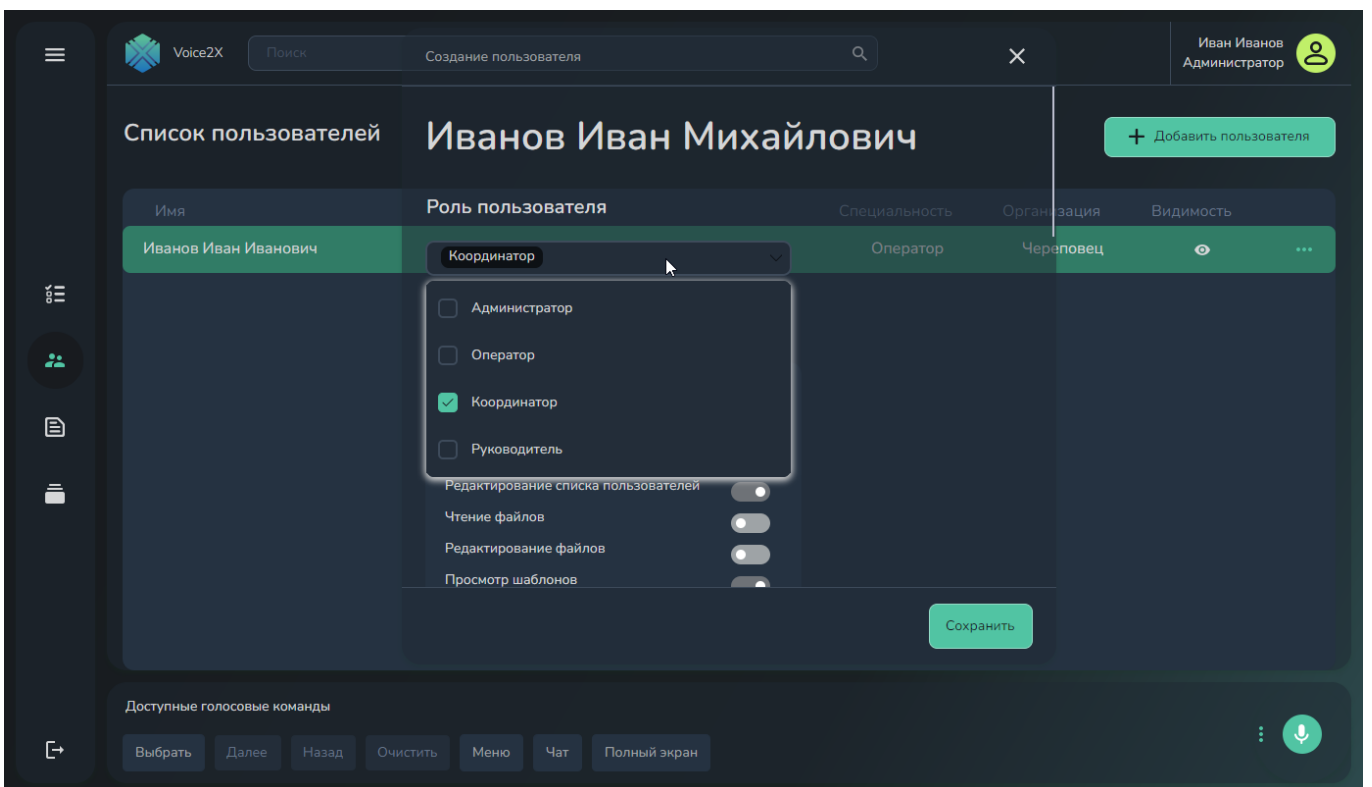 Voice2X
Поиск
Создание пользователя
Иван Иванов
Администратор
Список пользователей
Иванов Иван Михайлович
Добавить пользователя
Имя
Роль пользователя
Специальность
Организация
Видимость
Иванов Иван Иванович
Координатор
Оператор
Череповец
Администратор
Оператор
Координатор
Руководитель
Редактирование списка пользователей
Чтение файлов
Редактирование файлов
Просмотр шаблонов
Сохранить
Доступные голосовые команды
Выбрать
Далее
Назад
Очистить
Меню
Чат
Полный экран